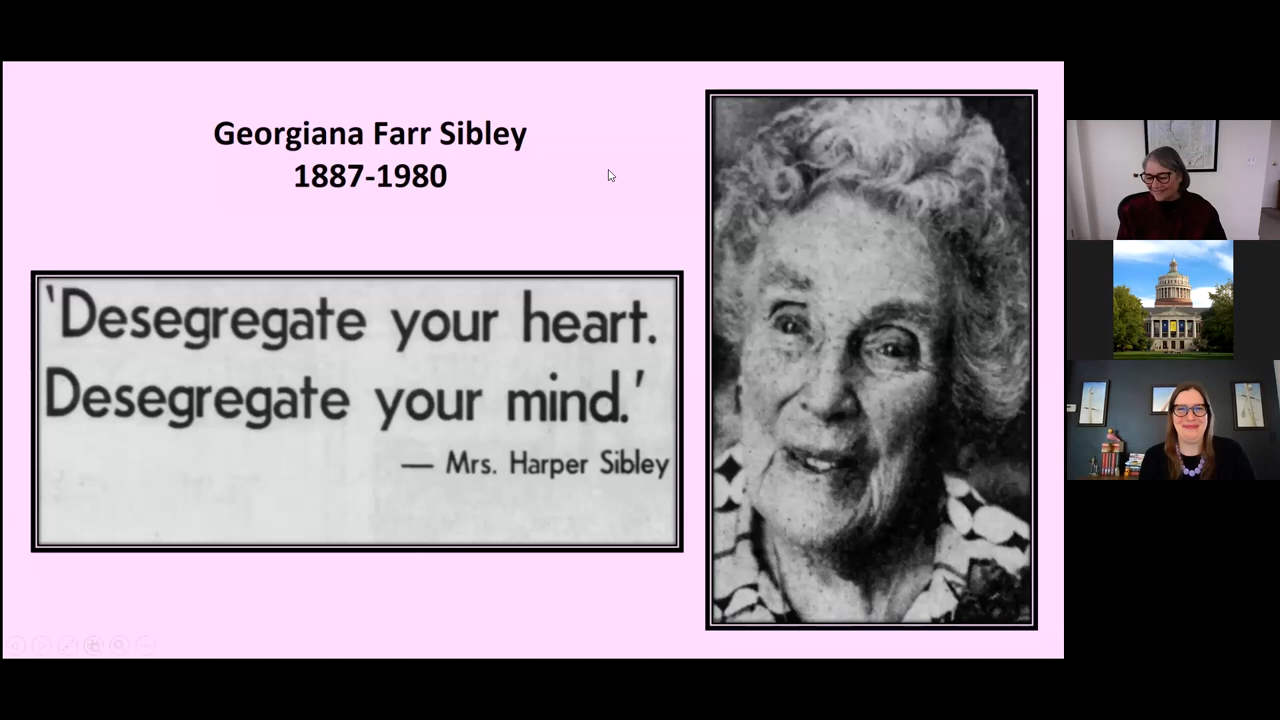 Georgiana Farr Sibley
1887-1980
'Desegregate your heart.
Desegregate your mind.'
— Mrs. Harper Sibley